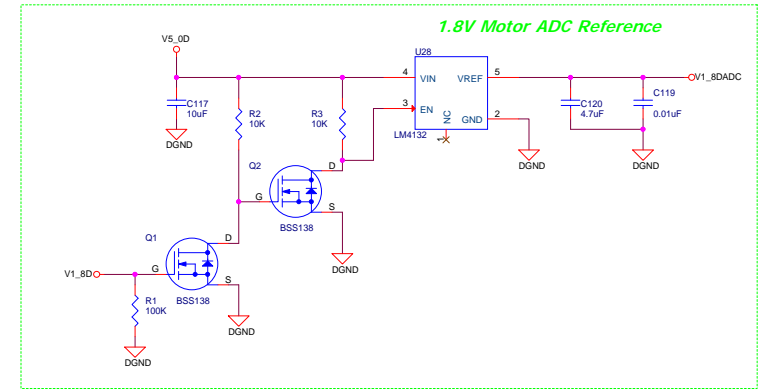 1.8V Motor ADC Reference
V5_0D
U28
4 VIN VREF 5
V1_8DADC
C117
10uF
R2
10K
R3
10K
3 EN
NC
GND 2
1
LM4132
C120
4.7uF
C119
0.01uF
DGND
DGND
DGND
Q2
D
G
S
BSS138
DGND
Q1
D
V1_8D
G
S
R1
100K
BSS138
DGND
DGND